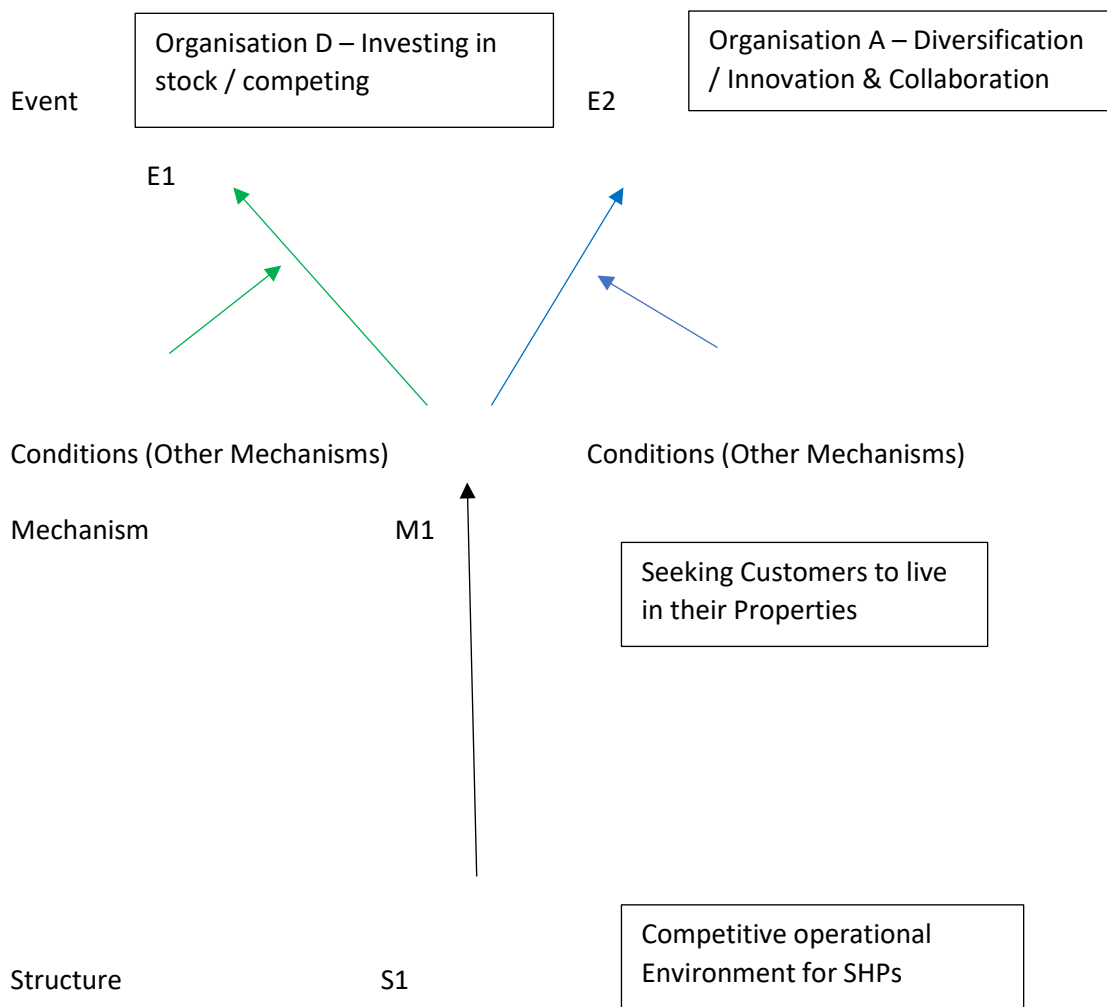 Organisation D – Investing in
stock / competing
Organisation A – Diversification
/ Innovation & Collaboration
Event
E2
E1
Conditions (Other Mechanisms)
Conditions (Other Mechanisms)
Mechanism
M1
Seeking Customers to live
in their Properties
Competitive operational
Environment for SHPs
Structure
S1